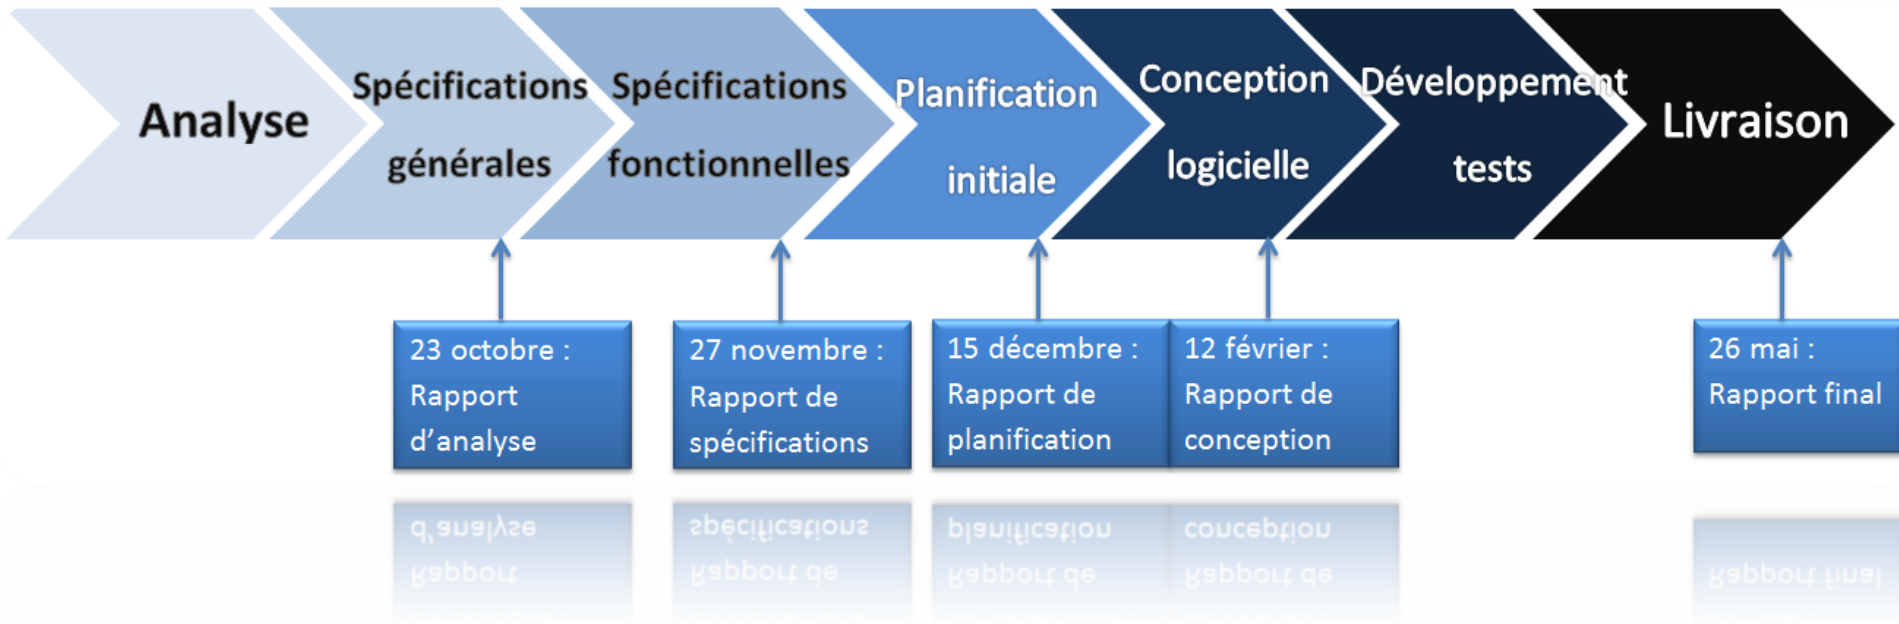 Analyse
Spécifications
générales
Spécifications
fonctionnelles
Planification
initiale
Conception
logicielle
Développement
tests
Livraison
23 octobre :
Rapport
d’analyse
27 novembre :
Rapport de
spécifications
15 décembre :
Rapport de
planification
12 février :
Rapport de
conception
26 mai :
Rapport final